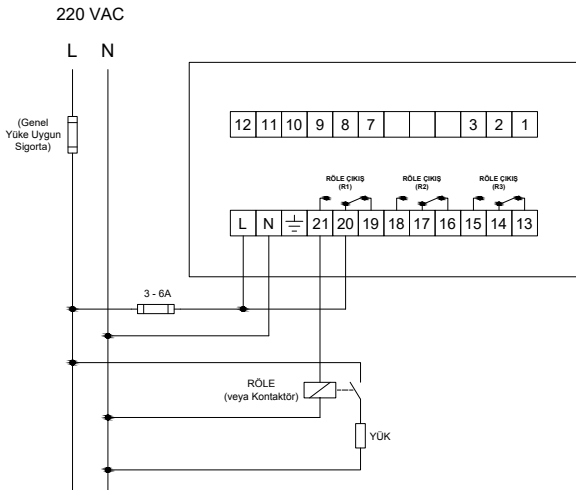 220 VAC
L N
(Genel
Yüke Uygun
Sigorta)
12 11 10 9 8 7 3 2 1
RÖLE ÇIKIŞ
(R1)
RÖLE ÇIKIŞ
(R2)
RÖLE ÇIKIŞ
(R3)
L N 21 20 19 18 17 16 15 14 13
3 - 6A
RÖLE
(veya Kontaktör)
YÜK